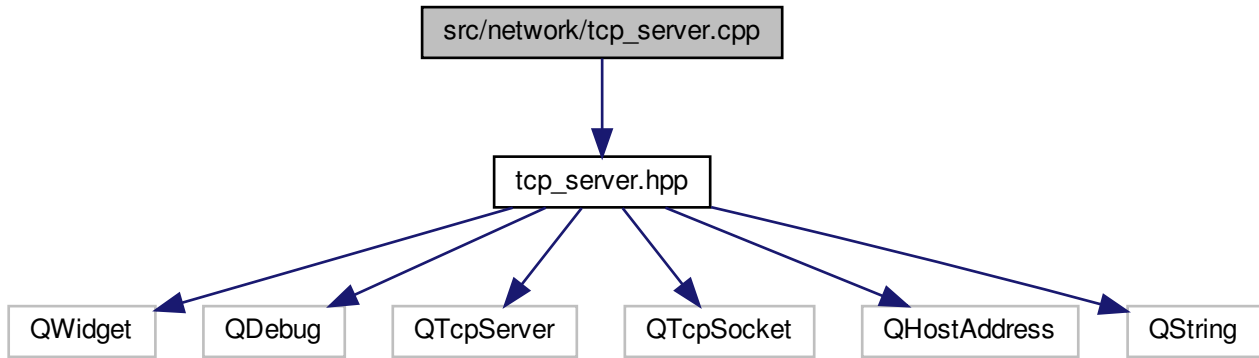 src/network/tcp_server.cpp
tcp_server.hpp
QWidget
QDebug
QTcpServer
QTcpSocket
QHostAddress
QString